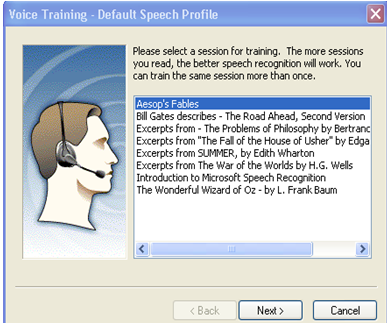 Voice Training - Default Speech Profile
Please select a session for training. The more sessions
you read, the better speech recognition will work. You
can train the same session more than once.
Aesop's Fables
Bill Gates describes - The Road Ahead, Second Version
Excerpts from - The Problems of Philosophy by Bertranc
Excerpts from "The Fall of the House of Usher" by Edga
Excerpts from SUMMER, by Edith Wharton
Excerpts from The War of the Worlds by H.G. Wells
Introduction to Microsoft Speech Recognition
The Wonderful Wizard of Oz - by L. Frank Baum
< Back Next > Cancel